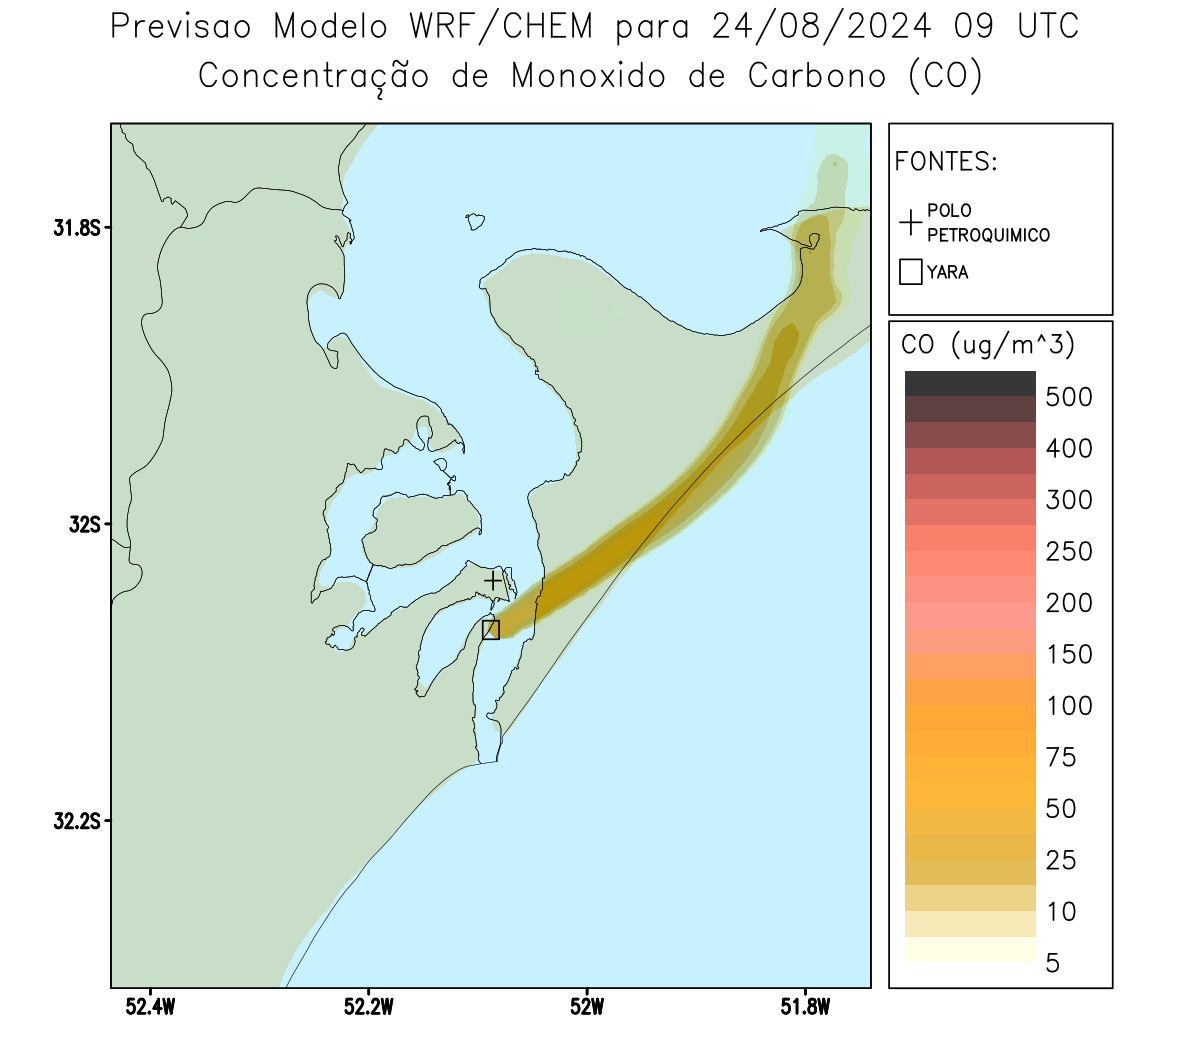 Previsao Modelo WRF/CHEM para 24/08/2024 09 UTC
Concentração de Monoxido de Carbono (CO)
FONTES:
POLO
PETROQUIMICO
YARA
CO (ug/m^3)
500
400
300
250
200
150
100
75
50
25
10
5
31.8S
32S
32.2S
52.4W
52.2W
52W
51.8W